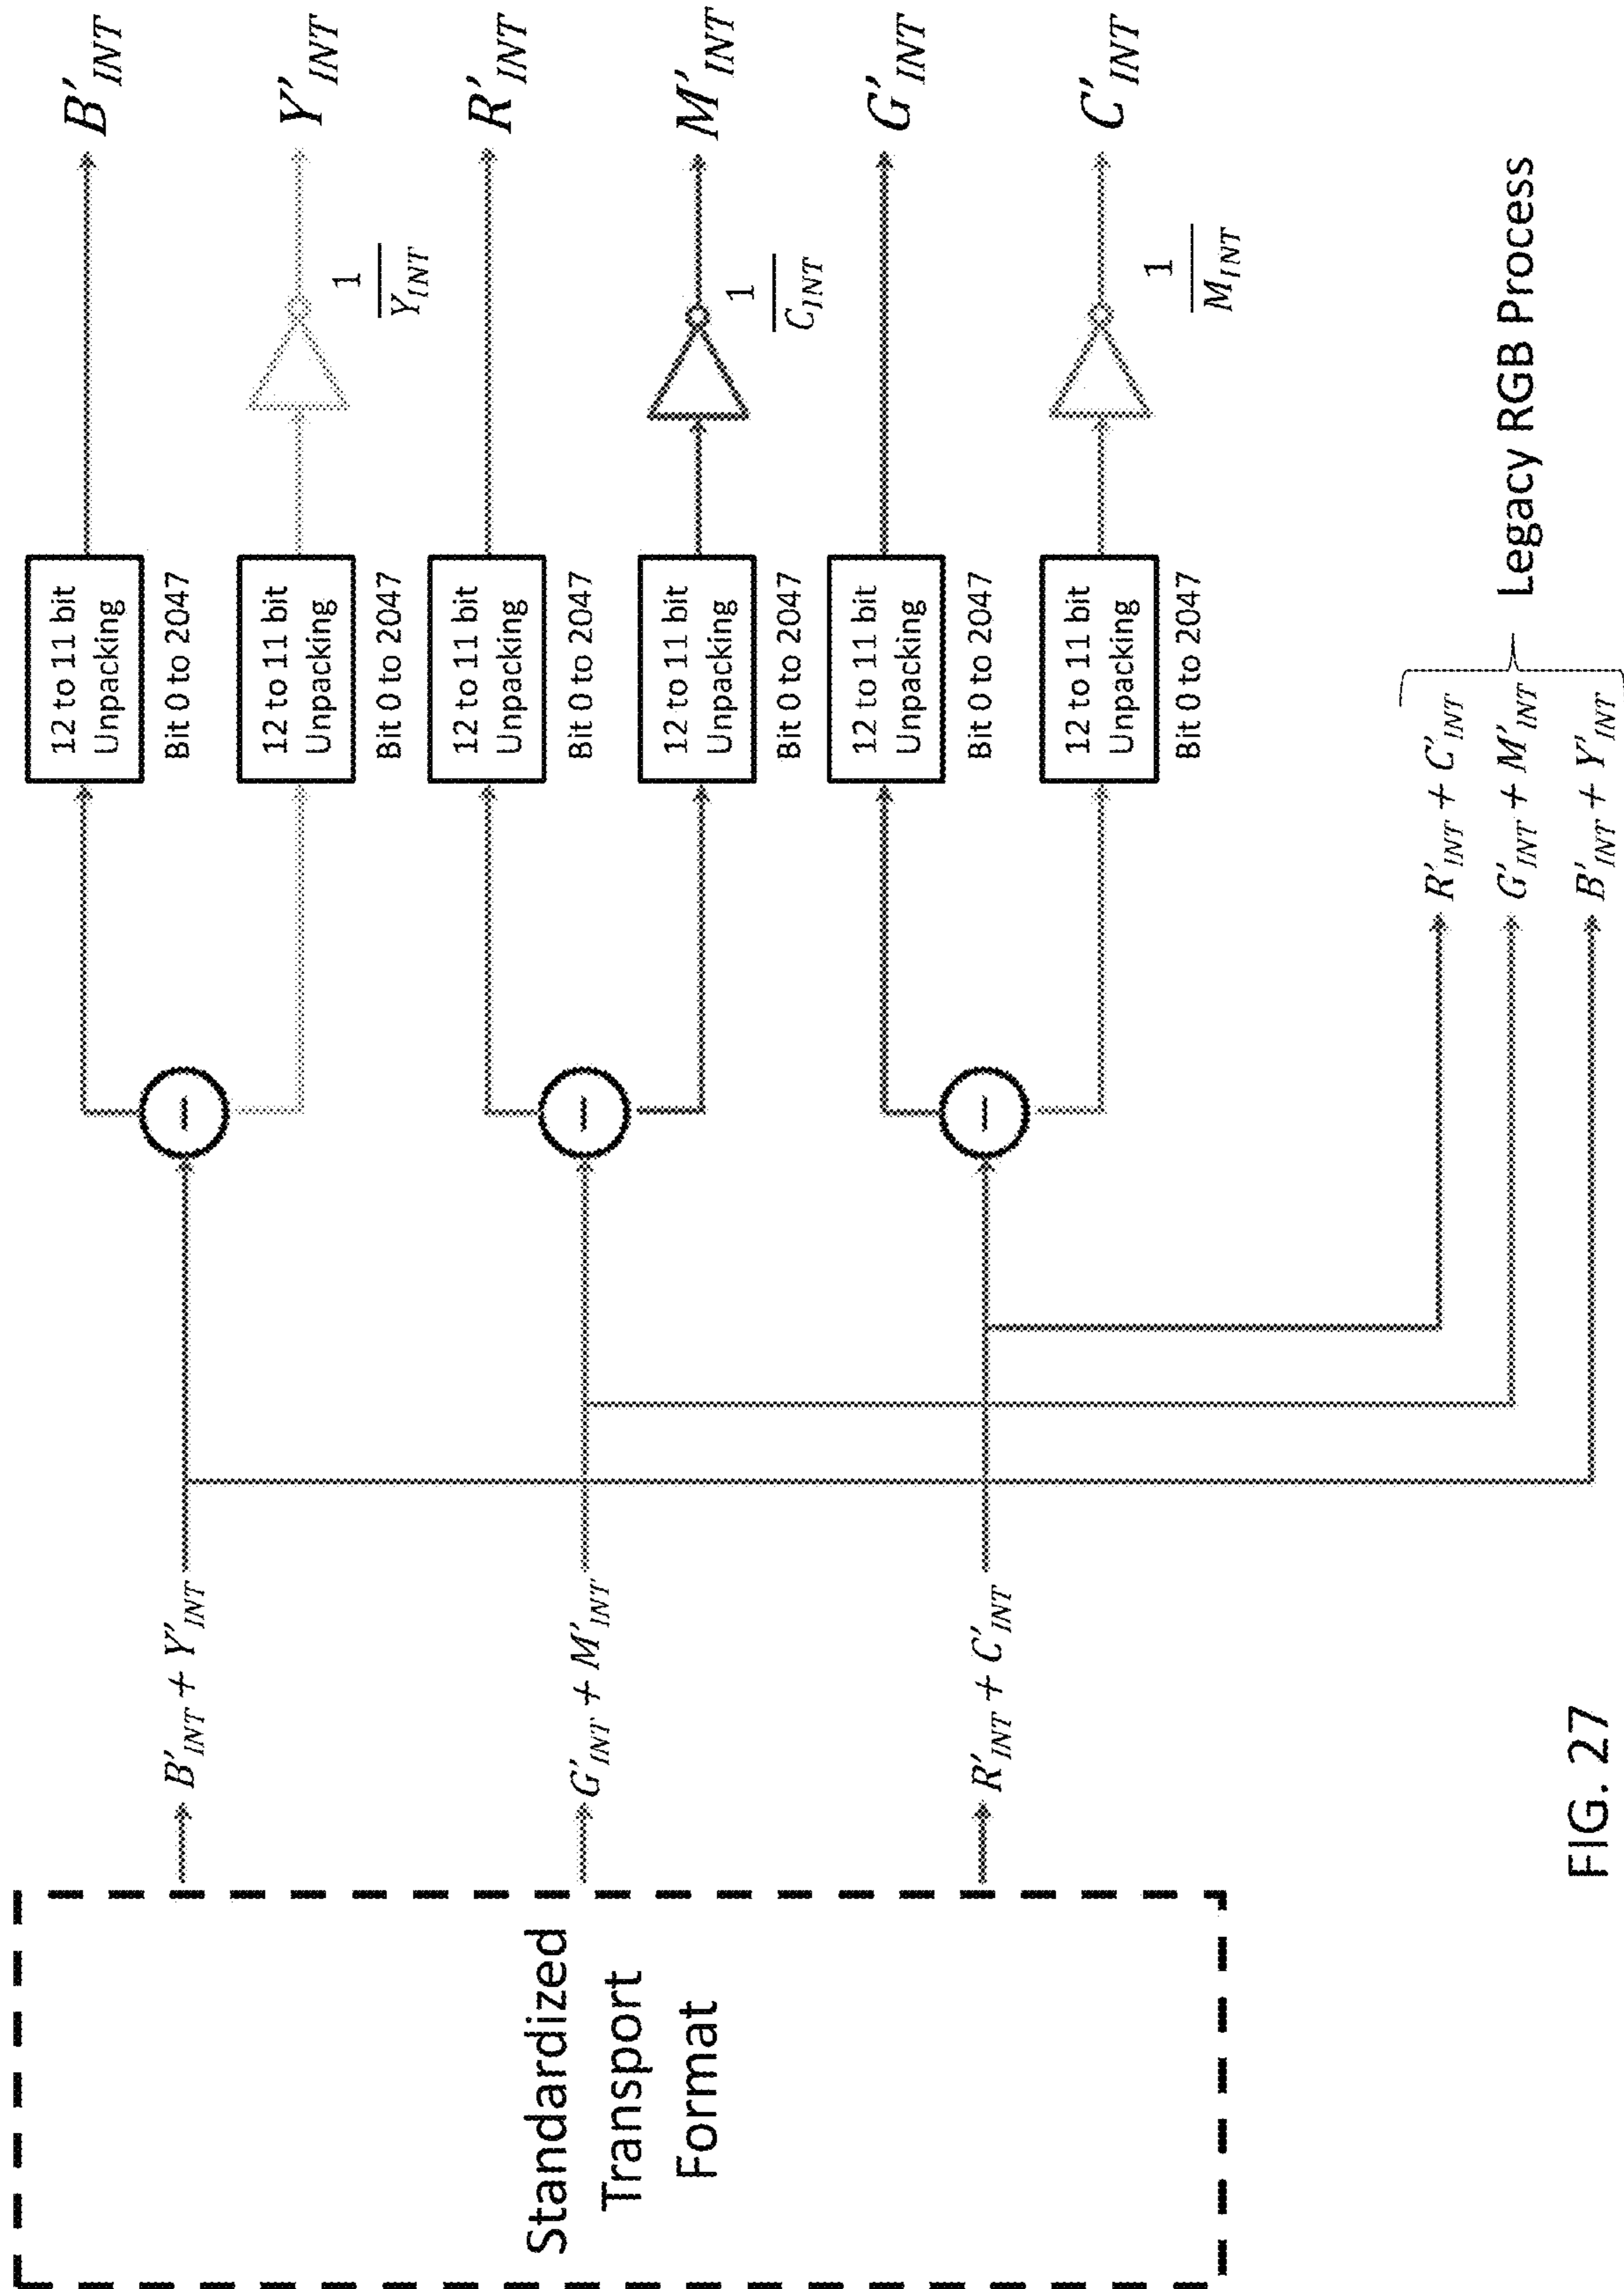 Standardized
Transport
Format
B'INT + Y'INT
G'INT + M'INT
R'INT + C'INT
−
−
−
12 to 11 bit
Unpacking
Bit 0 to 2047
12 to 11 bit
Unpacking
Bit 0 to 2047
12 to 11 bit
Unpacking
Bit 0 to 2047
12 to 11 bit
Unpacking
Bit 0 to 2047
12 to 11 bit
Unpacking
Bit 0 to 2047
12 to 11 bit
Unpacking
Bit 0 to 2047
1
YINT
1
CINT
1
MINT
B'INT
Y'INT
R'INT
M'INT
G'INT
C'INT
R'INT + C'INT
G'INT + M'INT
B'INT + Y'INT
Legacy RGB Process
FIG. 27